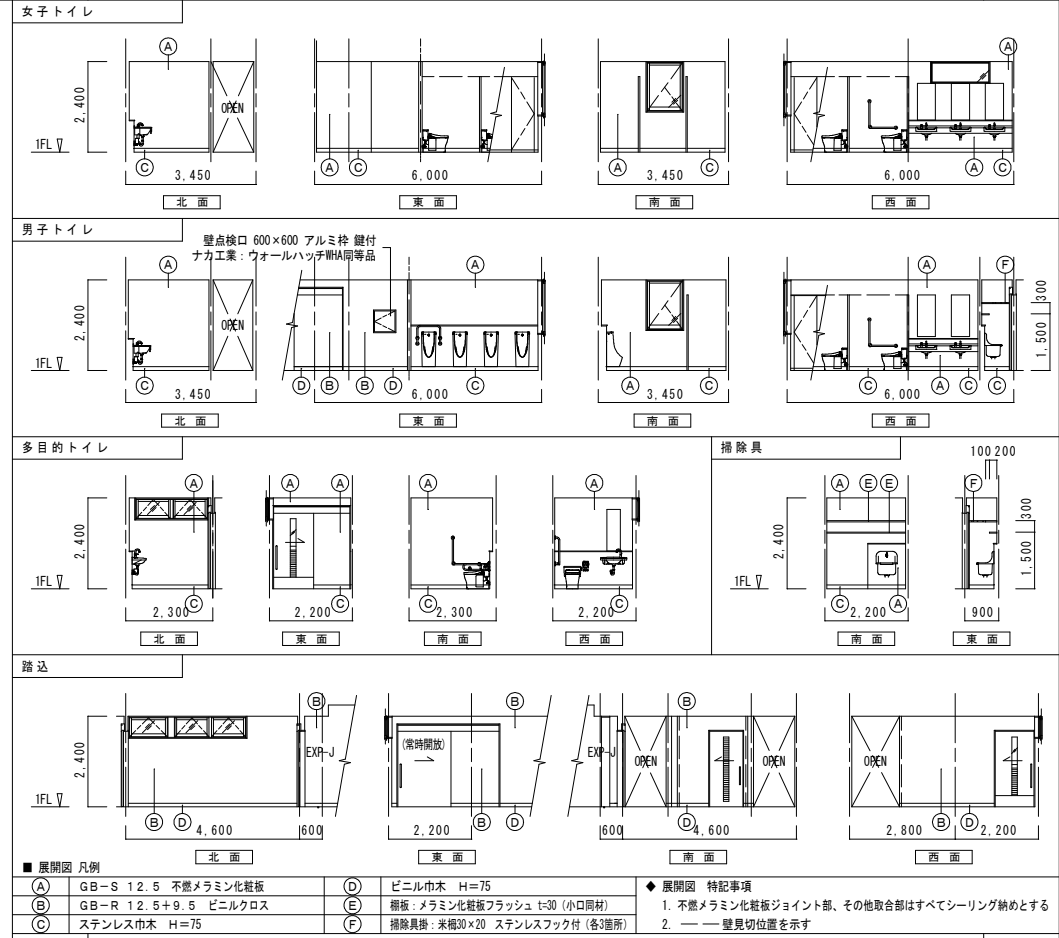 女子トイレ
A
A
OPEN
2,400
1FL
C
A
C
A
C
A
C
3,450
6,000
3,450
6,000
北 面
東 面
南 面
西 面
男子トイレ
壁点検口 600×600 アルミ枠 鍵付
ナカ工業：ウォールハッチWHA同等品
A
A
A
F
OPEN
2,400
300
1,500
1FL
C
D
B
B
D
C
A
C
C
A
C
C
3,450
6,000
3,450
6,000
北 面
東 面
南 面
西 面
多目的トイレ
掃除具
100 200
A
A
A
A
A
A
E
E
F
2,400
2,400
300
1,500
1FL
1FL
C
C
C
C
C
A
2,300
2,200
2,300
2,200
2,200
900
北 面
東 面
南 面
西 面
南 面
東 面
踏込
B
B
B
EXP-J
(常時開放)
EXP-J
OPEN
OPEN
OPEN
2,400
1FL
B
D
B
D
D
B
D
4,600
600
2,200
600
4,600
2,800
2,200
北 面
東 面
南 面
西 面
■ 展開図 凡例
A GB-S 12.5 不燃メラミン化粧板
D ビニル巾木 H=75
B GB-R 12.5+9.5 ビニルクロス
E 棚板：メラミン化粧板フラッシュ t=30 (小口同材)
C ステンレス巾木 H=75
F 掃除具掛：米栂30×20 ステンレスフック付 (各3箇所)
◆ 展開図 特記事項
1. 不燃メラミン化粧板ジョイント部、その他取合部はすべてシーリング納めとする
2. ―― ―― 壁見切位置を示す